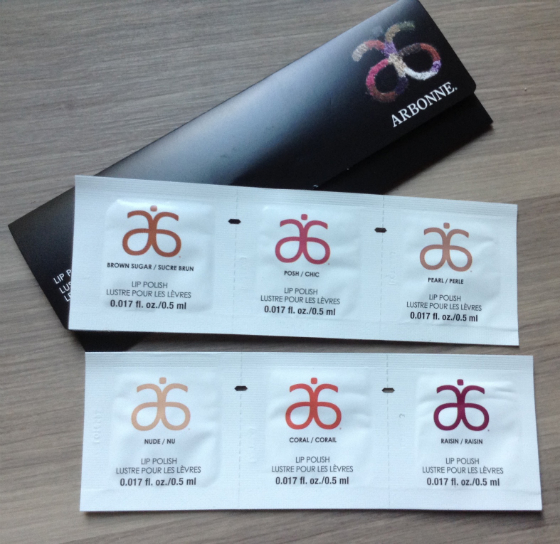 ARBONNE.
LIP PO
LU
BROWN SUGAR / SUCRE BRUN
LIP POLISH
LUSTRE POUR LES LÈVRES
0.017 fl. oz./0.5 ml
POSH / CHIC
LIP POLISH
LUSTRE POUR LES LÈVRES
0.017 fl. oz./0.5 ml
PEARL / PERLE
LIP POLISH
LUSTRE POUR LES LÈVRES
0.017 fl. oz./0.5 ml
NUDE / NU
LIP POLISH
LUSTRE POUR LES LÈVRES
0.017 fl. oz./0.5 ml
CORAL / CORAIL
LIP POLISH
LUSTRE POUR LES LÈVRES
0.017 fl. oz./0.5 ml
RAISIN / RAISIN
LIP POLISH
LUSTRE POUR LES LÈVRES
0.017 fl. oz./0.5 ml